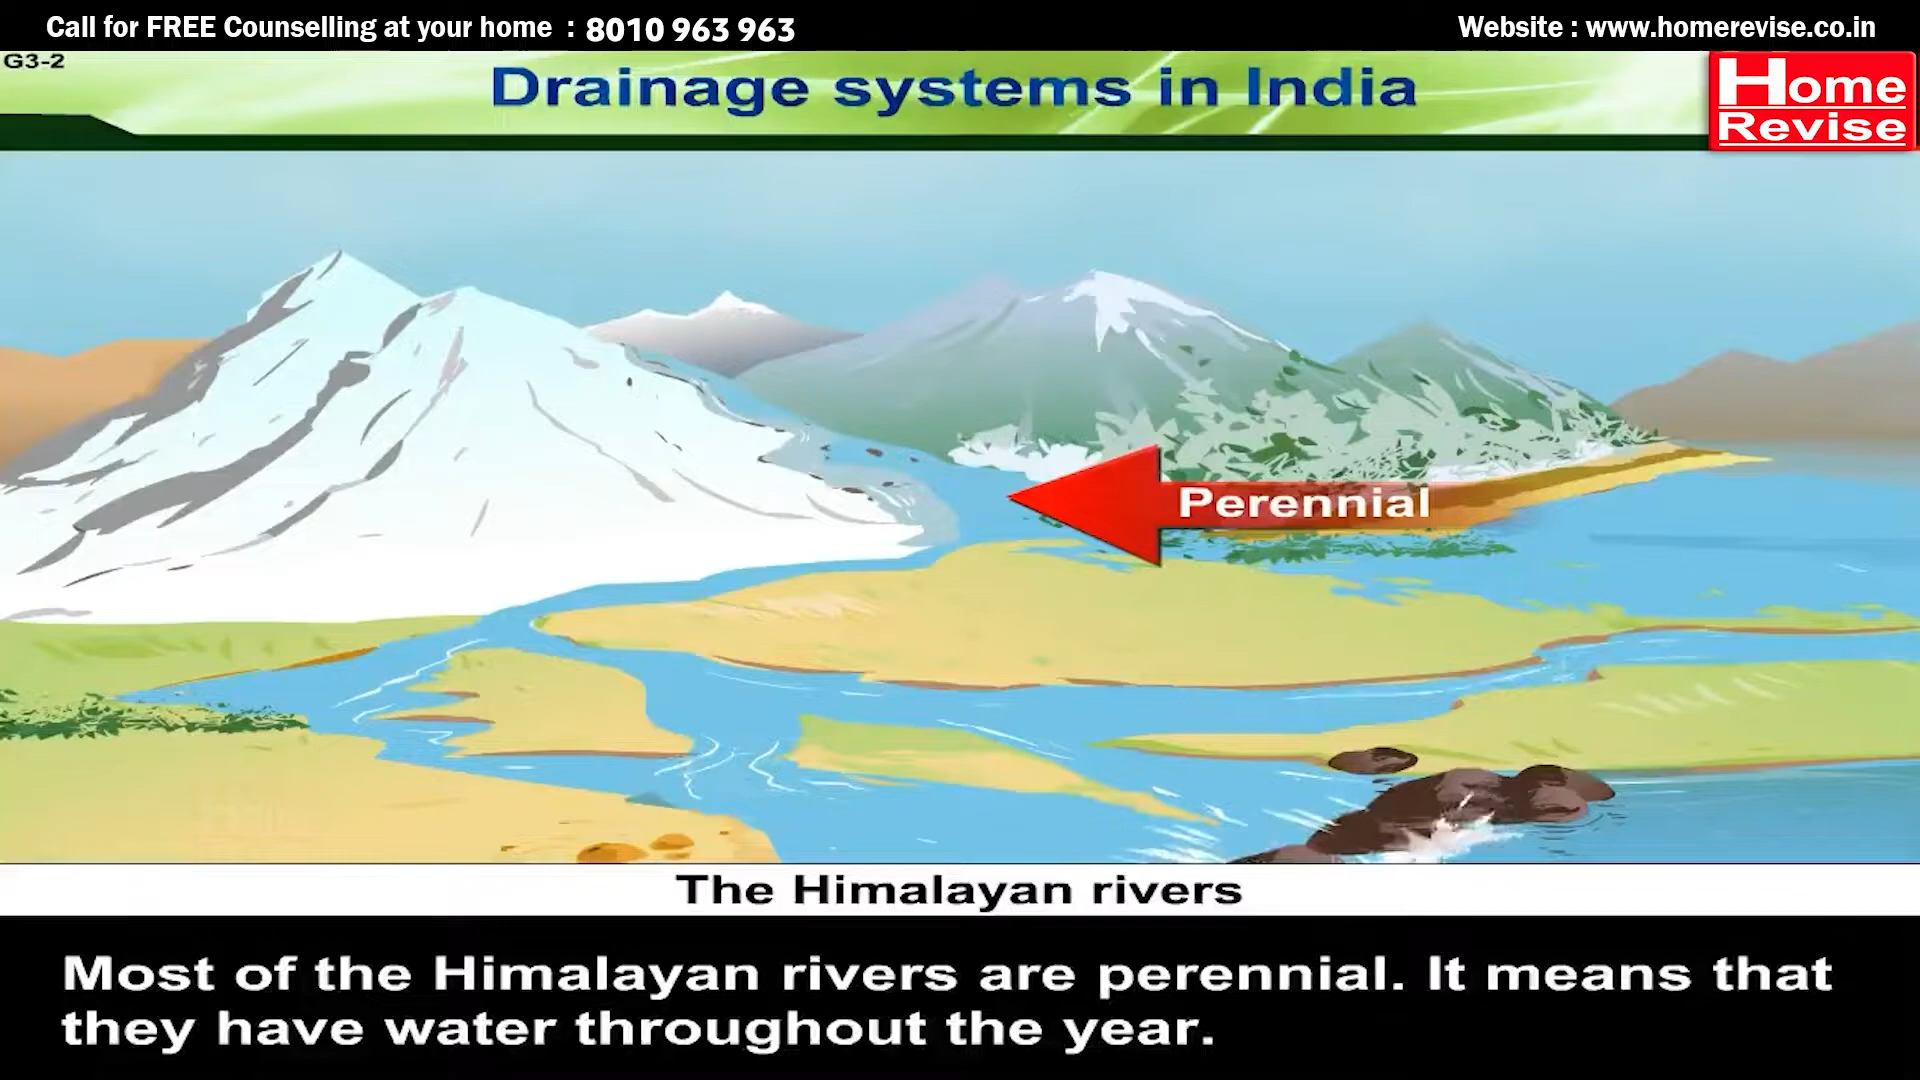 Call for FREE Counselling at your home : 8010 963 963
Website : www.homerevise.co.in
G3-2
Drainage systems in India
Home
Revise
Perennial
The Himalayan rivers
Most of the Himalayan rivers are perennial. It means that
they have water throughout the year.